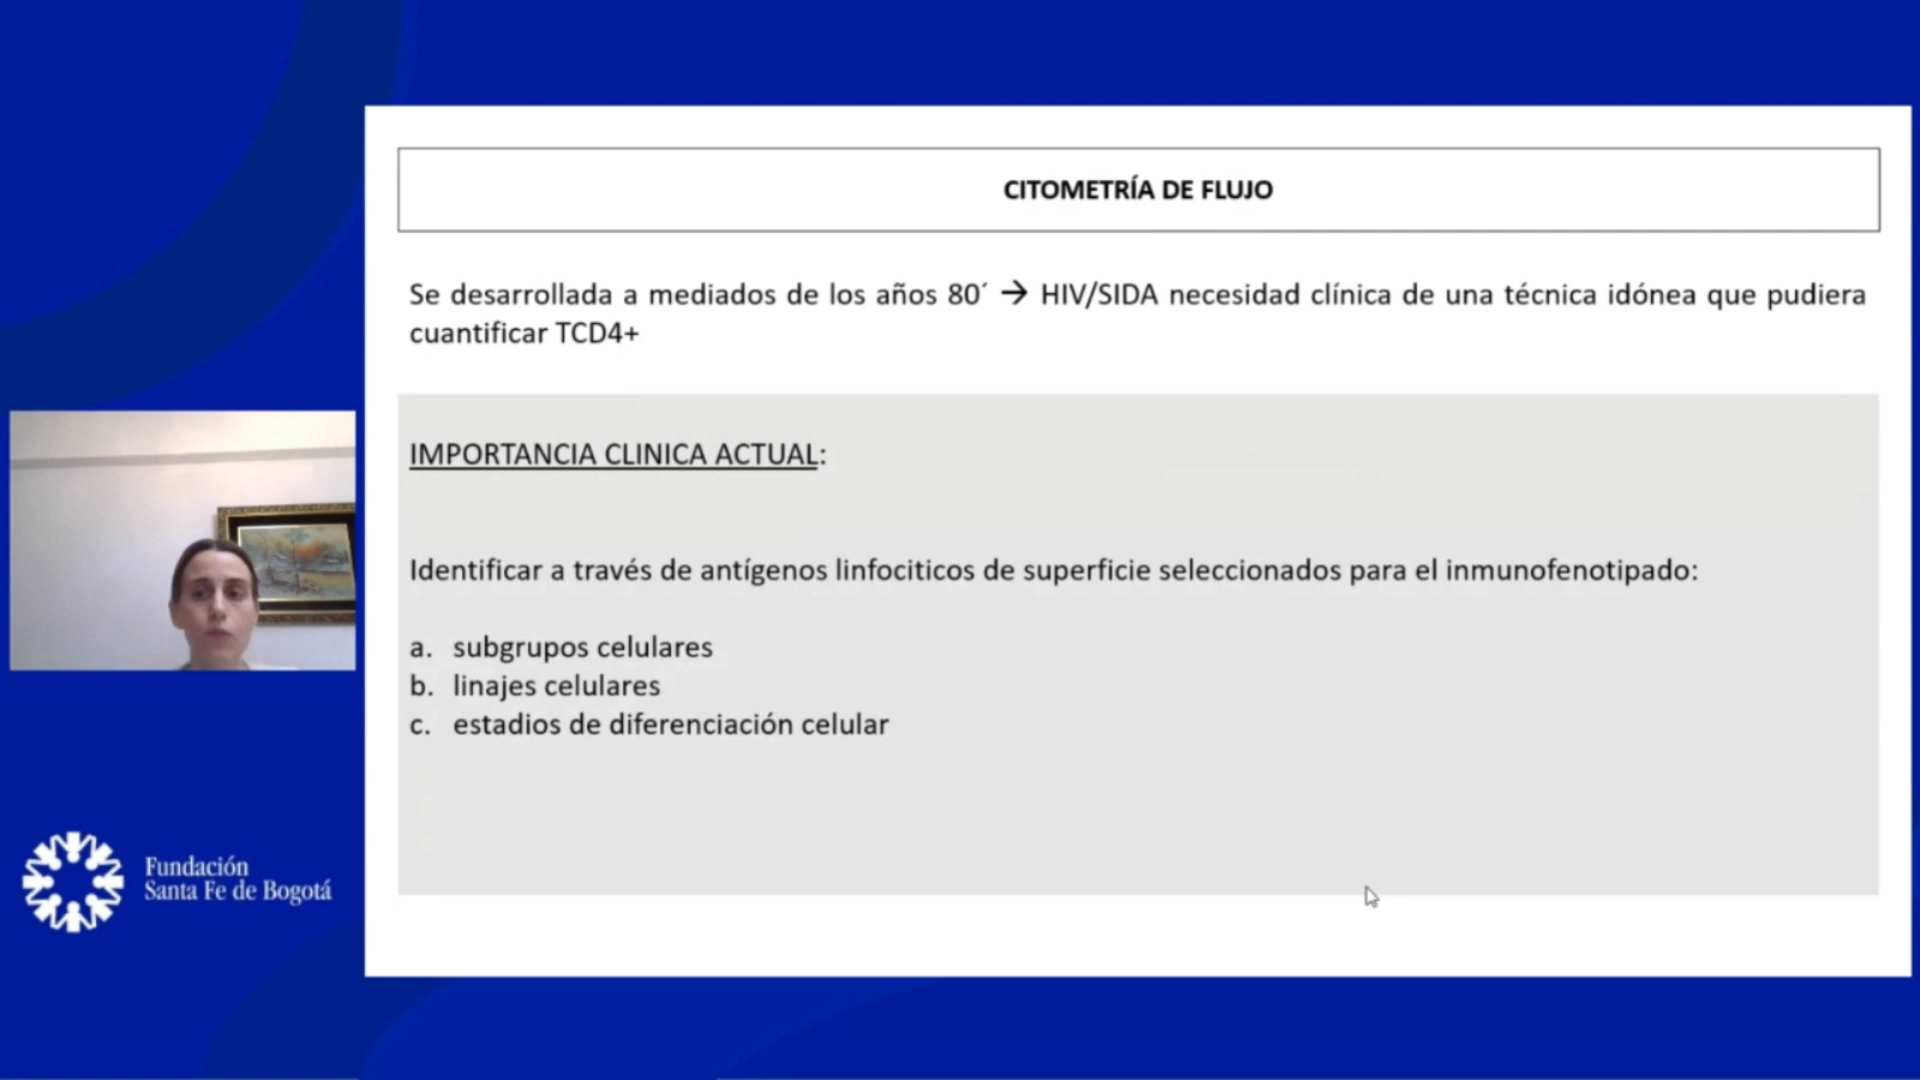 CITOMETRÍA DE FLUJO
Se desarrollada a mediados de los años 80´ → HIV/SIDA necesidad clínica de una técnica idónea que pudiera
cuantificar TCD4+
IMPORTANCIA CLINICA ACTUAL:
Identificar a través de antígenos linfociticos de superficie seleccionados para el inmunofenotipado:
a. subgrupos celulares
b. linajes celulares
c. estadios de diferenciación celular
Fundación
Santa Fe de Bogotá